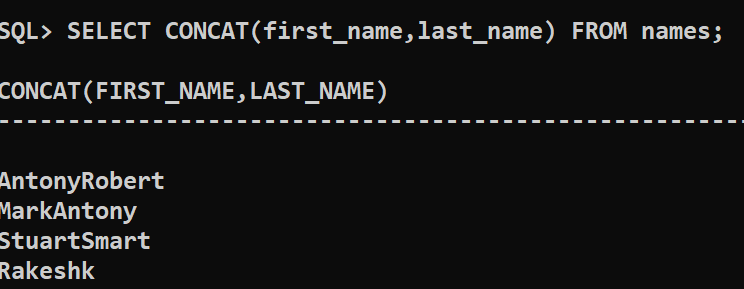 SQL> SELECT CONCAT(first_name,last_name) FROM names;
CONCAT(FIRST_NAME,LAST_NAME)
------------------------------------------------------
AntonyRobert
MarkAntony
StuartSmart
Rakeshk